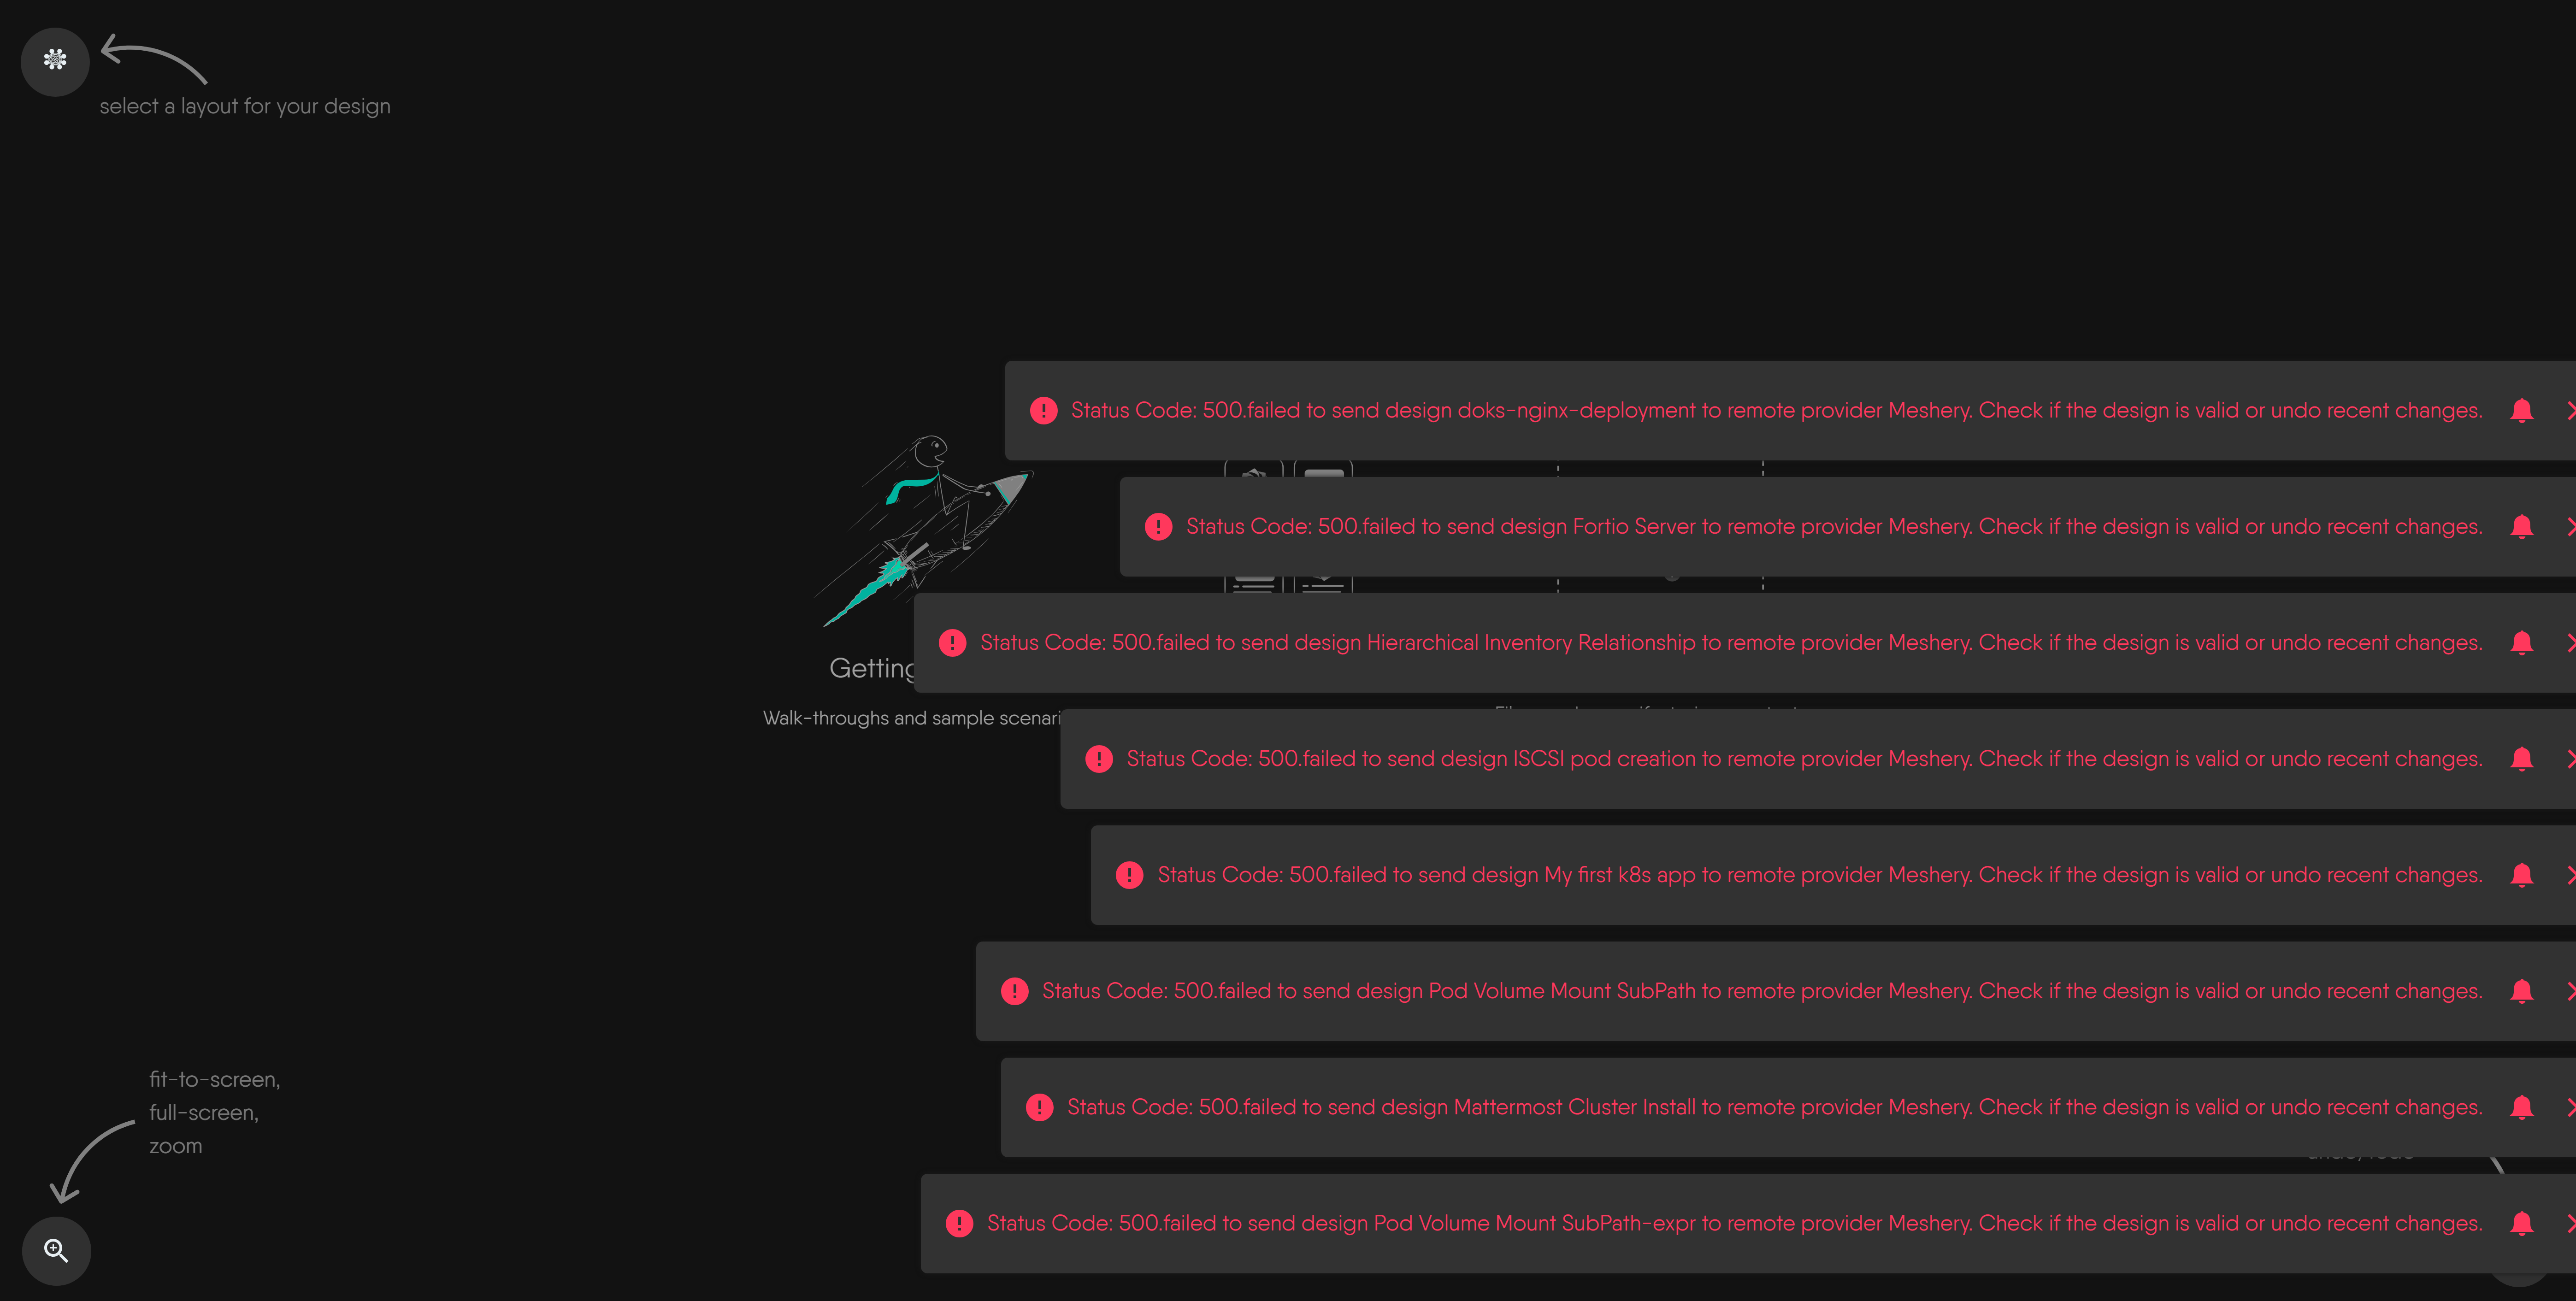 select a layout for your design
Status Code: 500.failed to send design doks-nginx-deployment to remote provider Meshery. Check if the design is valid or undo recent changes.
Status Code: 500.failed to send design Fortio Server to remote provider Meshery. Check if the design is valid or undo recent changes.
Status Code: 500.failed to send design Hierarchical Inventory Relationship to remote provider Meshery. Check if the design is valid or undo recent changes.
Getting
Walk-throughs and sample scenari
Status Code: 500.failed to send design ISCSI pod creation to remote provider Meshery. Check if the design is valid or undo recent changes.
Status Code: 500.failed to send design My first k8s app to remote provider Meshery. Check if the design is valid or undo recent changes.
Status Code: 500.failed to send design Pod Volume Mount SubPath to remote provider Meshery. Check if the design is valid or undo recent changes.
fit-to-screen,
full-screen,
zoom
Status Code: 500.failed to send design Mattermost Cluster Install to remote provider Meshery. Check if the design is valid or undo recent changes.
Status Code: 500.failed to send design Pod Volume Mount SubPath-expr to remote provider Meshery. Check if the design is valid or undo recent changes.